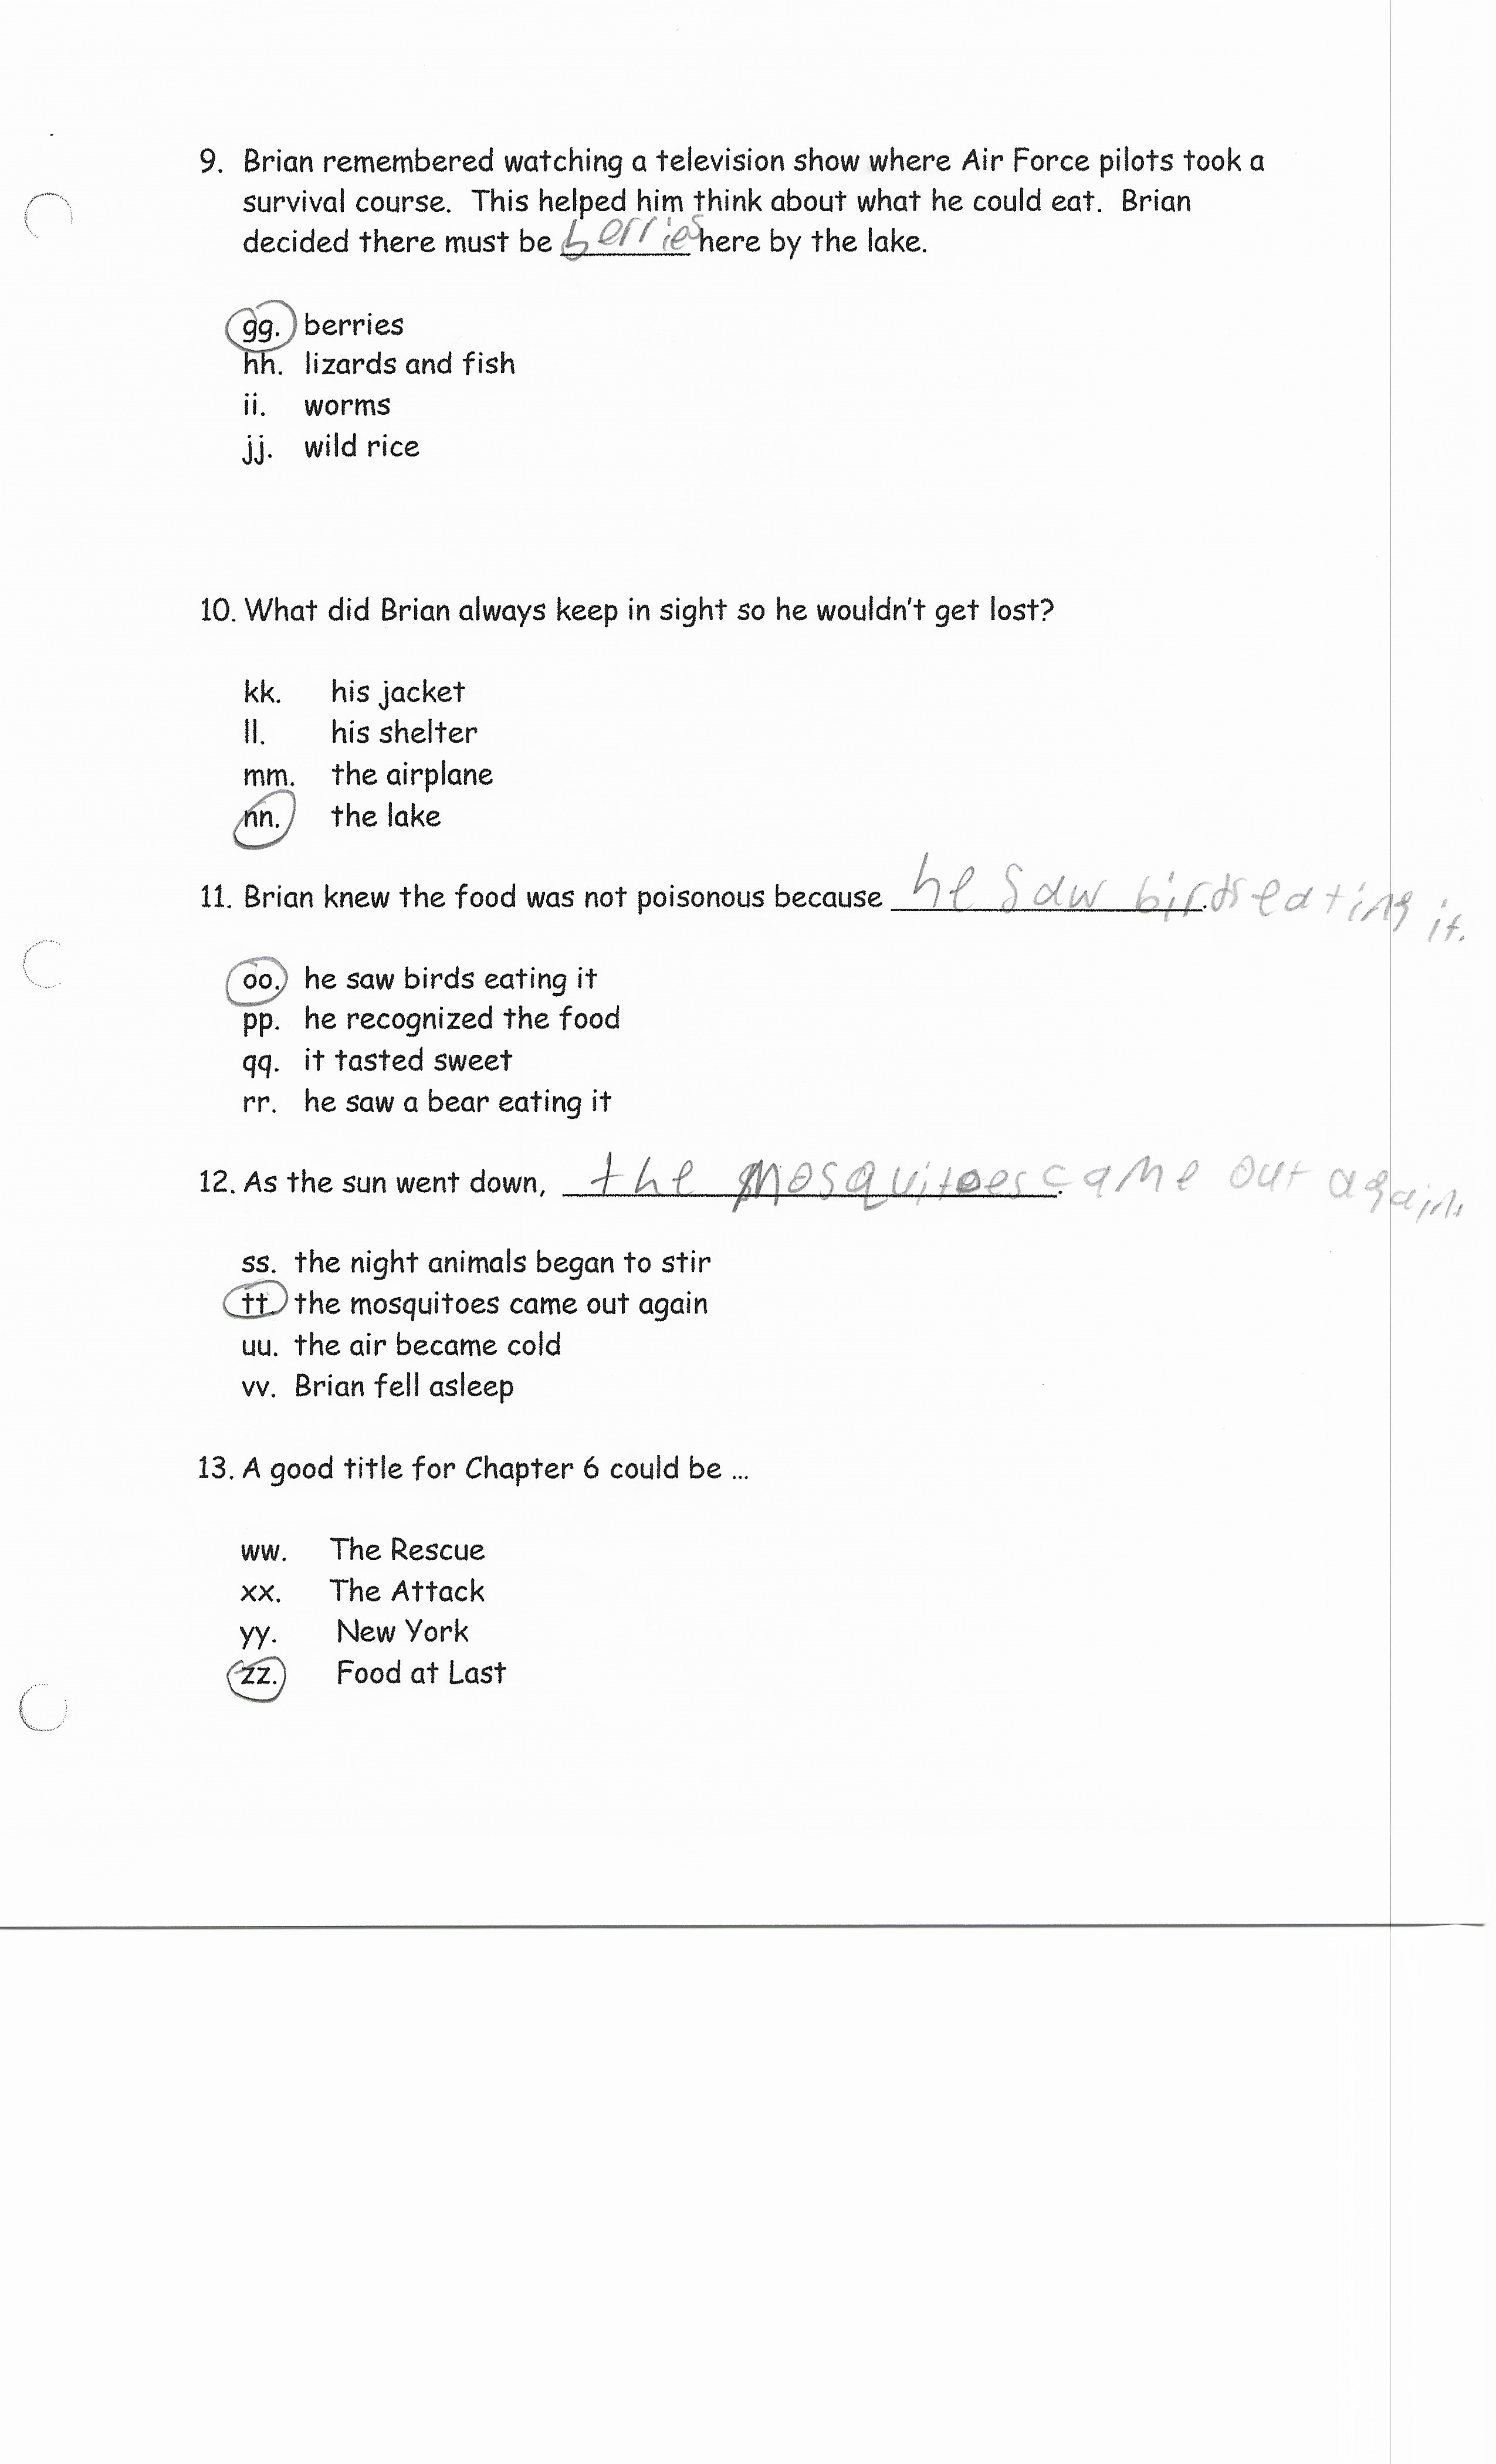 9. Brian remembered watching a television show where Air Force pilots took a
survival course. This helped him think about what he could eat. Brian
decided there must be berries here by the lake.
gg. berries
hh. lizards and fish
ii. worms
jj. wild rice
10. What did Brian always keep in sight so he wouldn't get lost?
kk. his jacket
ll. his shelter
mm. the airplane
nn. the lake
11. Brian knew the food was not poisonous because he saw birds eating it.
oo. he saw birds eating it
pp. he recognized the food
qq. it tasted sweet
rr. he saw a bear eating it
12. As the sun went down, the mosquitoes came out again.
ss. the night animals began to stir
tt. the mosquitoes came out again
uu. the air became cold
vv. Brian fell asleep
13. A good title for Chapter 6 could be ...
ww. The Rescue
xx. The Attack
yy. New York
zz. Food at Last